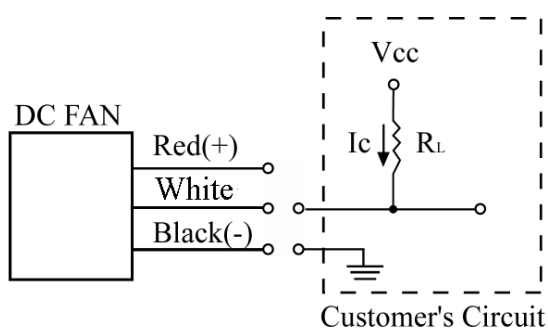 Vcc
DC FAN
Red(+)
Ic
RL
White
Black(-)
Customer's Circuit